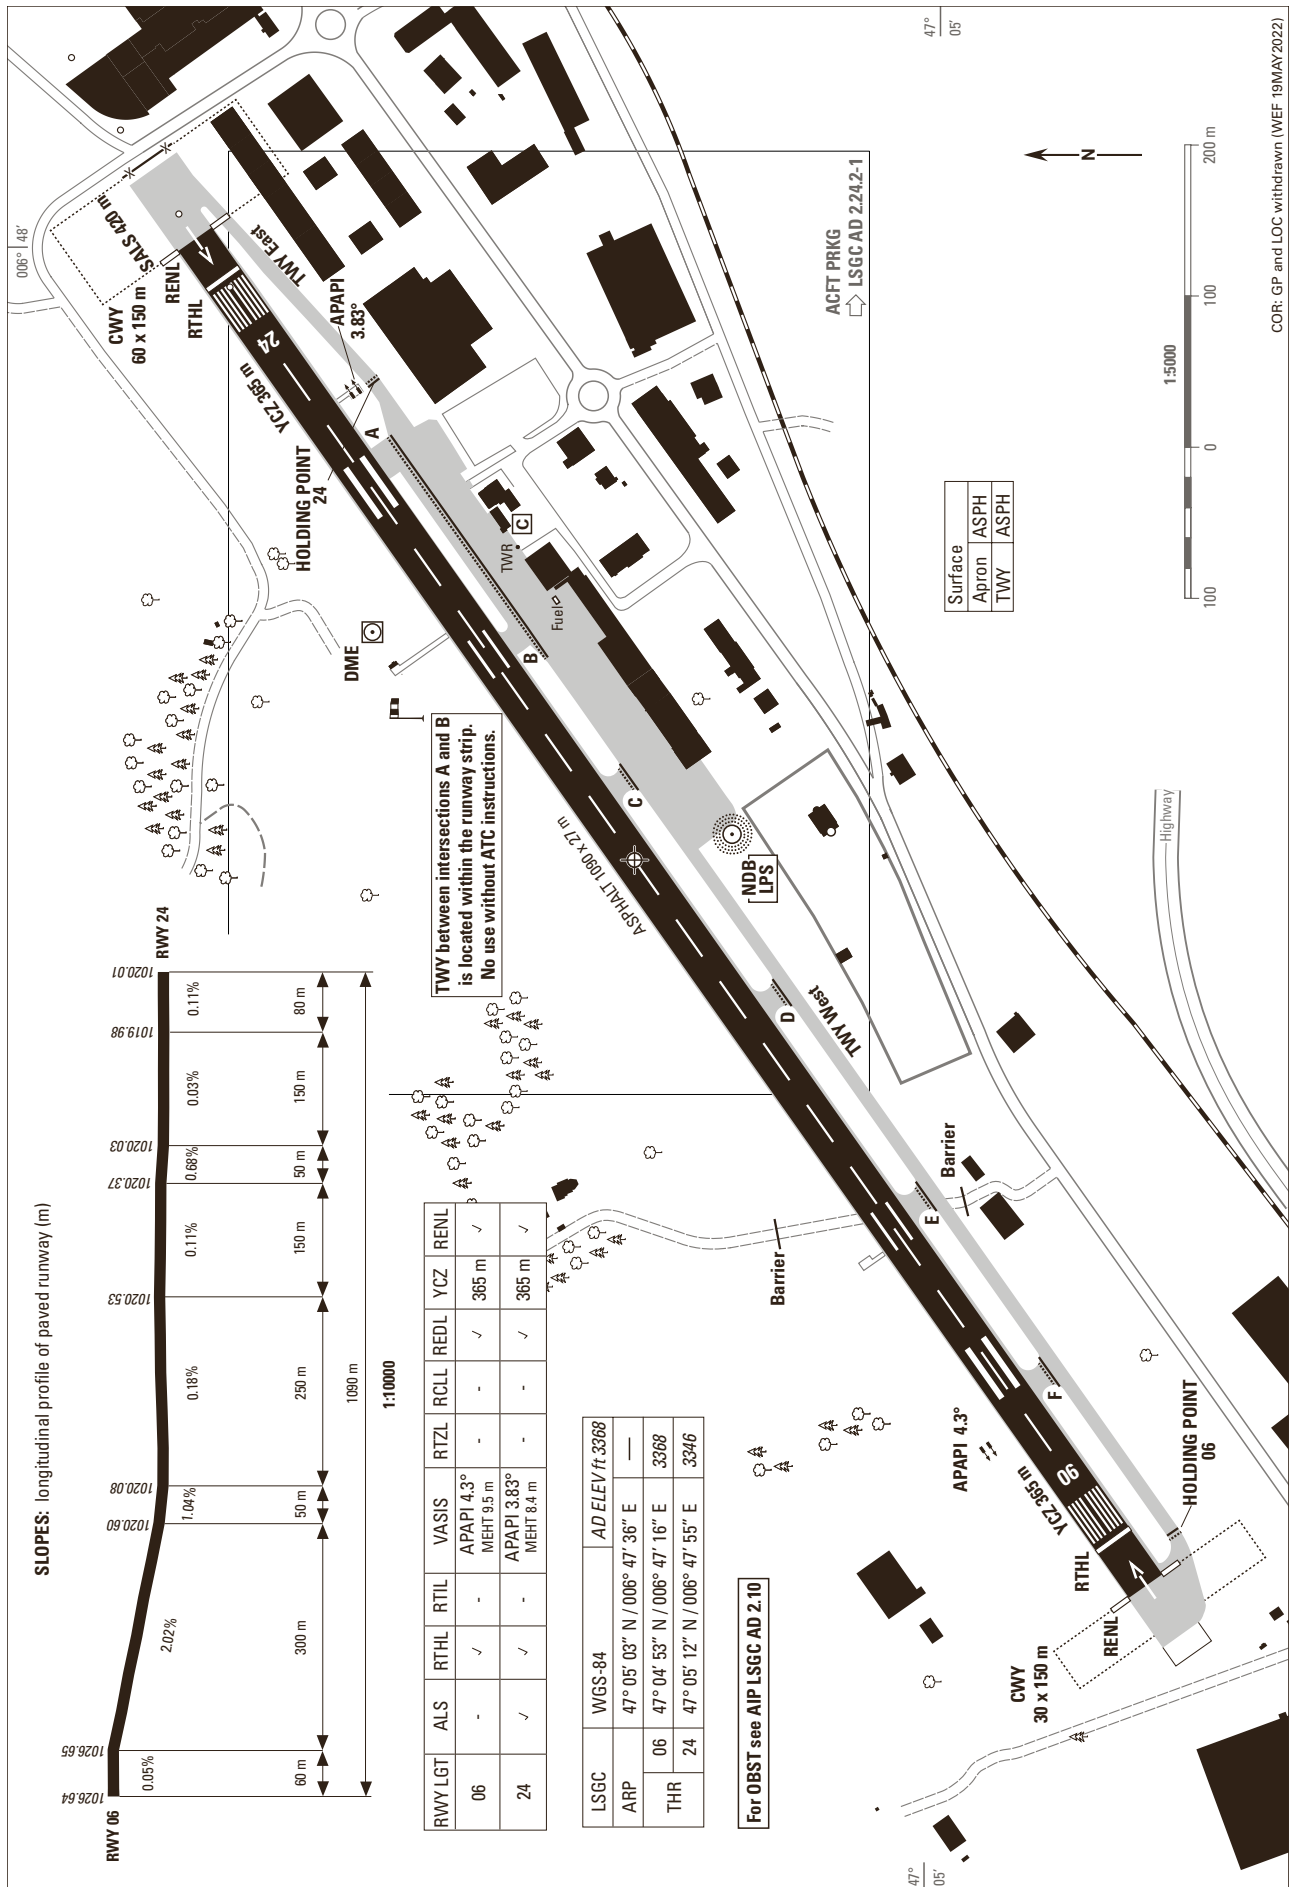 SLOPES: longitudinal profile of paved runway (m)
RWY 06
RWY 24
1026.64
1026.65
1020.60
1020.08
1020.53
1020.37
1020.03
1019.98
1020.01
0.05%
2.02%
1.04%
0.18%
0.11%
0.68%
0.03%
0.11%
60 m
300 m
50 m
250 m
150 m
50 m
150 m
80 m
1090 m
1:10000
RWY LGT ALS RTHL RTIL VASIS RTZL RCLL REDL YCZ RENL
06 - ✓ - APAPI 4.3° MEHT 9.5 m - - ✓ 365 m ✓
24 ✓ ✓ - APAPI 3.83° MEHT 8.4 m - - ✓ 365 m ✓
LSGC WGS-84 AD ELEV ft 3368
ARP 47° 05' 03" N / 006° 47' 36" E —
THR 06 47° 04' 53" N / 006° 47' 16" E 3368
24 47° 05' 12" N / 006° 47' 55" E 3346
For OBST see AIP LSGC AD 2.10
TWY between intersections A and B
is located within the runway strip.
No use without ATC instructions.
006° 48'
47°
05'
47°
05'
CWY
60 x 150 m
SALS 420 m
RENL
RTHL
24
YCZ 365 m
TWY East
APAPI
3.83°
HOLDING POINT
24
A
DME
TWR
C
Fuel
B
C
ASPHALT 1090 x 27 m
NDB
LPS
D
TWY West
Barrier
E
Barrier
F
APAPI 4.3°
06
YCZ 365 m
HOLDING POINT
06
RTHL
RENL
CWY
30 x 150 m
ACFT PRKG
LSGC AD 2.24.2-1
N
Surface
Apron ASPH
TWY ASPH
1:5000
100 0 100 200 m
Highway
COR: GP and LOC withdrawn (WEF 19MAY2022)